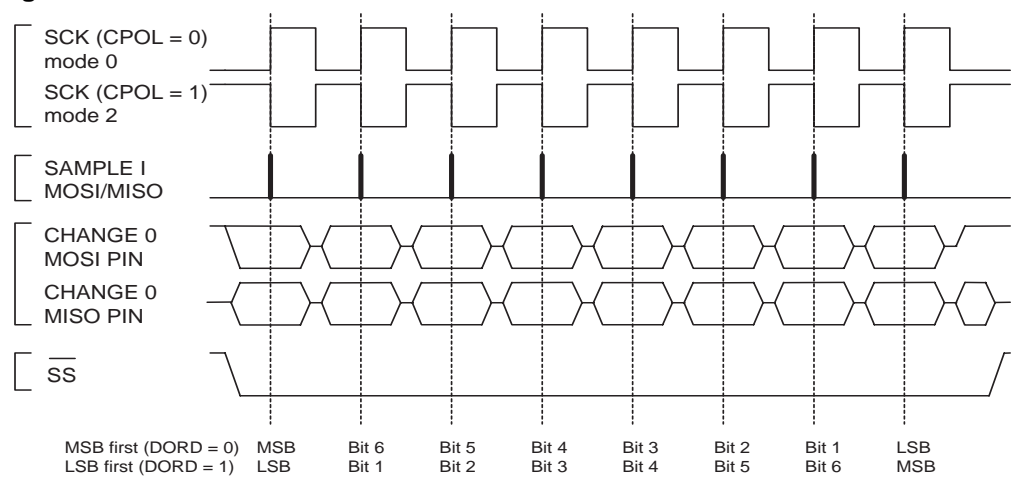 SCK (CPOL = 0)
mode 0
SCK (CPOL = 1)
mode 2
SAMPLE I
MOSI/MISO
CHANGE 0
MOSI PIN
CHANGE 0
MISO PIN
SS
MSB first (DORD = 0) MSB Bit 6 Bit 5 Bit 4 Bit 3 Bit 2 Bit 1 LSB
LSB first (DORD = 1) LSB Bit 1 Bit 2 Bit 3 Bit 4 Bit 5 Bit 6 MSB